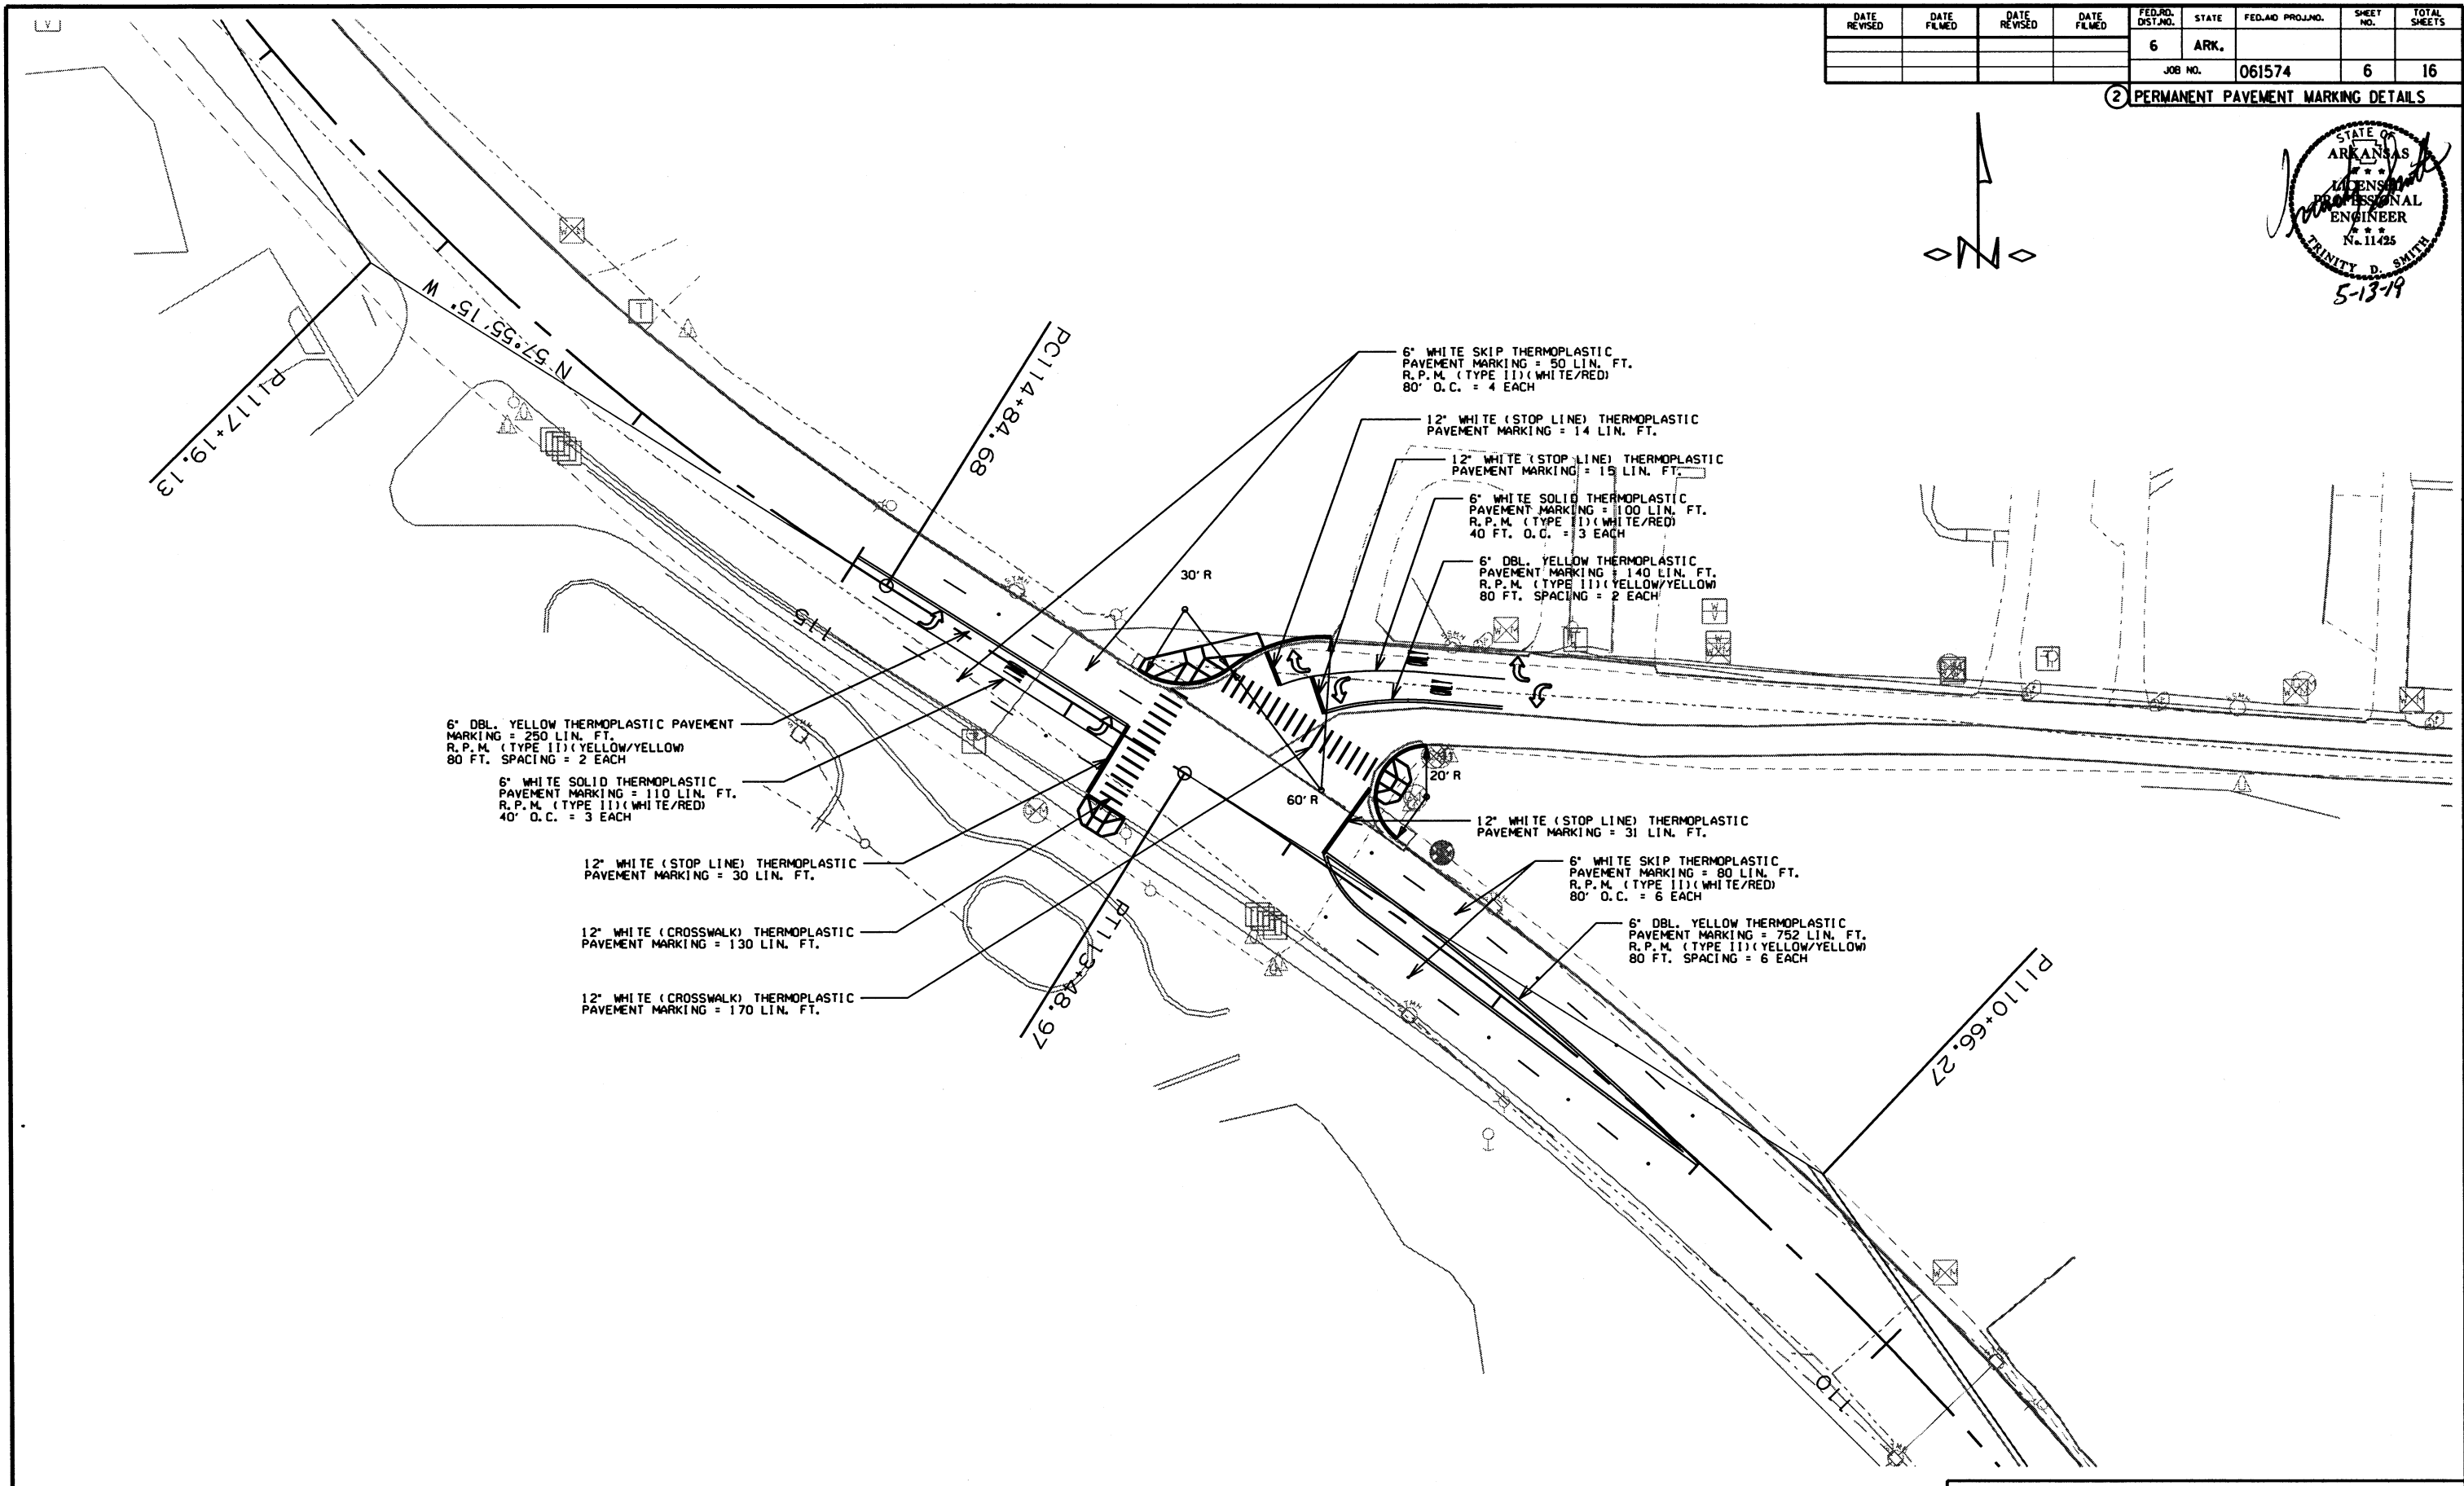 DATE REVISED
DATE FILMED
DATE REVISED
DATE FILMED
FED.RD. DIST.NO.
STATE
FED.AID PROJ.NO.
SHEET NO.
TOTAL SHEETS
6
ARK.
JOB NO.
061574
6
16
2 PERMANENT PAVEMENT MARKING DETAILS
STATE OF
ARKANSAS
LICENSED
PROFESSIONAL
ENGINEER
No. 11425
TRINITY D. SMITH
5-13-19
N
N 57°55'15" W
PI 117+19.13
PC114+84.68
6" WHITE SKIP THERMOPLASTIC
PAVEMENT MARKING = 50 LIN. FT.
R.P.M. (TYPE II)(WHITE/RED)
80' O.C. = 4 EACH
12" WHITE (STOP LINE) THERMOPLASTIC
PAVEMENT MARKING = 14 LIN. FT.
12" WHITE (STOP LINE) THERMOPLASTIC
PAVEMENT MARKING = 15 LIN. FT.
6" WHITE SOLID THERMOPLASTIC
PAVEMENT MARKING = 100 LIN. FT.
R.P.M. (TYPE II)(WHITE/RED)
40 FT. O.C. = 3 EACH
6" DBL. YELLOW THERMOPLASTIC
PAVEMENT MARKING = 140 LIN. FT.
R.P.M. (TYPE II)(YELLOW/YELLOW)
80 FT. SPACING = 2 EACH
30' R
115
6" DBL. YELLOW THERMOPLASTIC PAVEMENT
MARKING = 250 LIN. FT.
R.P.M. (TYPE II)(YELLOW/YELLOW)
80 FT. SPACING = 2 EACH
6" WHITE SOLID THERMOPLASTIC
PAVEMENT MARKING = 110 LIN. FT.
R.P.M. (TYPE II)(WHITE/RED)
40' O.C. = 3 EACH
20' R
60' R
12" WHITE (STOP LINE) THERMOPLASTIC
PAVEMENT MARKING = 31 LIN. FT.
12" WHITE (STOP LINE) THERMOPLASTIC
PAVEMENT MARKING = 30 LIN. FT.
6" WHITE SKIP THERMOPLASTIC
PAVEMENT MARKING = 80 LIN. FT.
R.P.M. (TYPE II)(WHITE/RED)
80' O.C. = 6 EACH
12" WHITE (CROSSWALK) THERMOPLASTIC
PAVEMENT MARKING = 130 LIN. FT.
6" DBL. YELLOW THERMOPLASTIC
PAVEMENT MARKING = 752 LIN. FT.
R.P.M. (TYPE II)(YELLOW/YELLOW)
80 FT. SPACING = 6 EACH
12" WHITE (CROSSWALK) THERMOPLASTIC
PAVEMENT MARKING = 170 LIN. FT.
PT113+48.97
PI 110+66.27
110